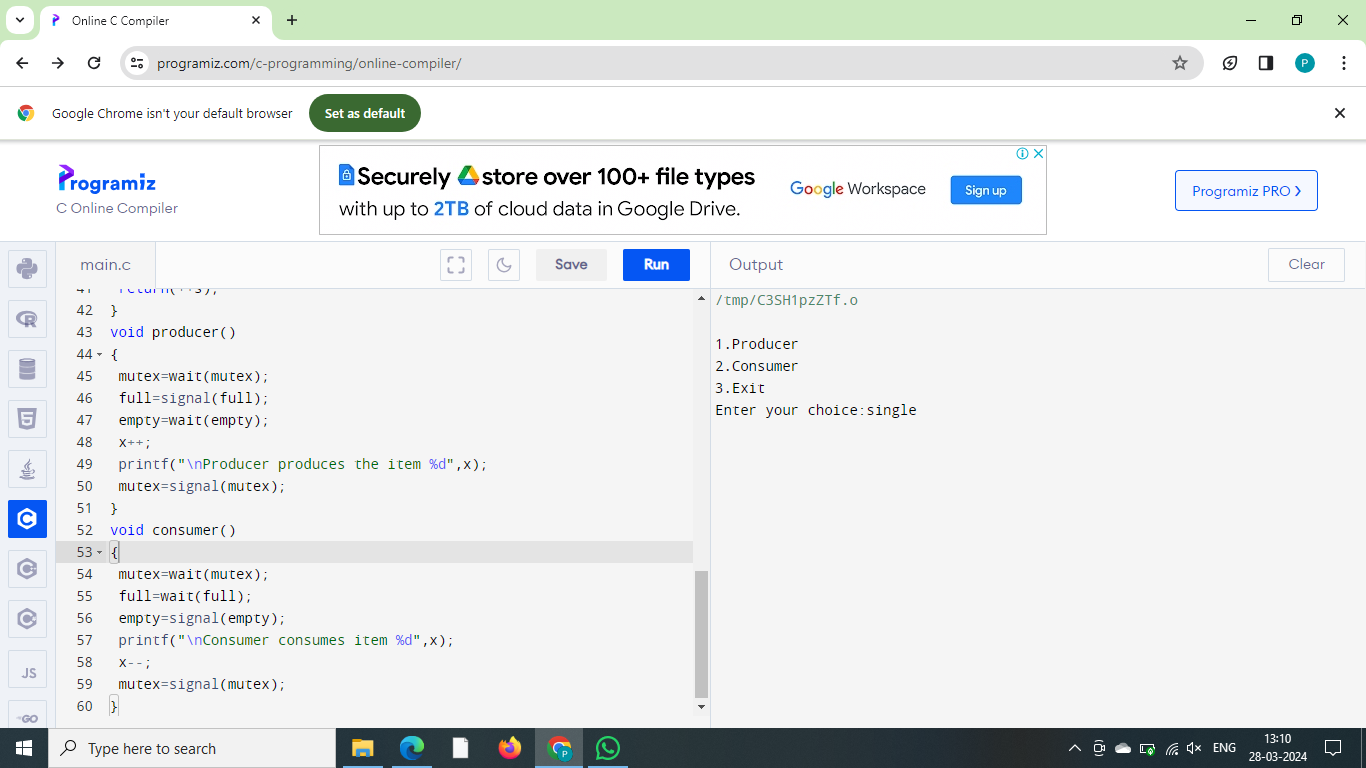 Online C Compiler
programiz.com/c-programming/online-compiler/
P
Google Chrome isn't your default browser
Set as default
Programiz
C Online Compiler
Securely store over 100+ file types
with up to 2TB of cloud data in Google Drive.
Google Workspace
Sign up
Programiz PRO >
main.c
Save
Run
Output
Clear
41 return(++s);
42 }
43 void producer()
44 {
45 mutex=wait(mutex);
46 full=signal(full);
47 empty=wait(empty);
48 x++;
49 printf("\nProducer produces the item %d",x);
50 mutex=signal(mutex);
51 }
52 void consumer()
53 {
54 mutex=wait(mutex);
55 full=wait(full);
56 empty=signal(empty);
57 printf("\nConsumer consumes item %d",x);
58 x--;
59 mutex=signal(mutex);
60 }
/tmp/C3SH1pzZTf.o
1.Producer
2.Consumer
3.Exit
Enter your choice:single
R
5
C
C
C
JS
GO
Type here to search
P
ENG
13:10
28-03-2024